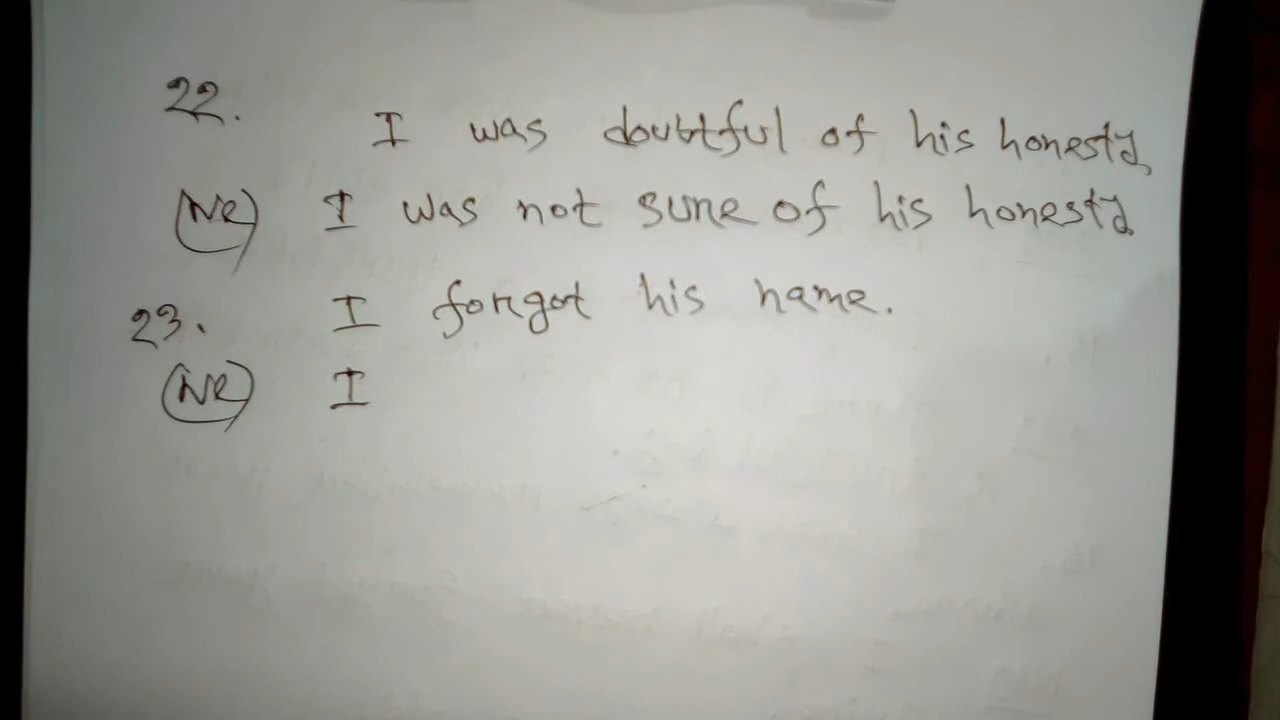 22.
I was doubtful of his honesty
(Ne) I was not sure of his honesty.
23. I forgot his name.
(Ne) I